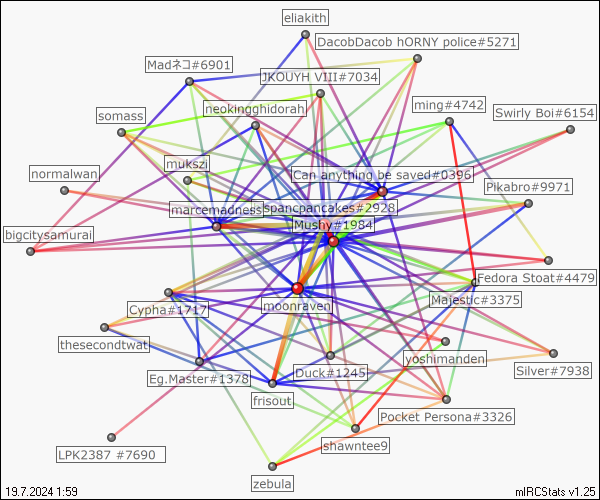 eliakith
DacobDacob hORNY police#5271
Madネコ#6901
JKOUYH VIII#7034
ming#4742
somass
neokingghidorah
Swirly Boi#6154
mukszi
normalwan
Can anything be saved#0396
Pikabro#9971
marcemadness
spancpancakes#2928
Mushy#1984
bigcitysamurai
Fedora Stoat#4479
moonraven
Majestic#3375
Cypha#1717
thesecondtwat
yoshimanden
Silver#7938
Eg.Master#1378
Duck#1245
frisout
Pocket Persona#3326
shawntee9
LPK2387 #7690
zebula
19.7.2024 1:59
mIRCStats v1.25